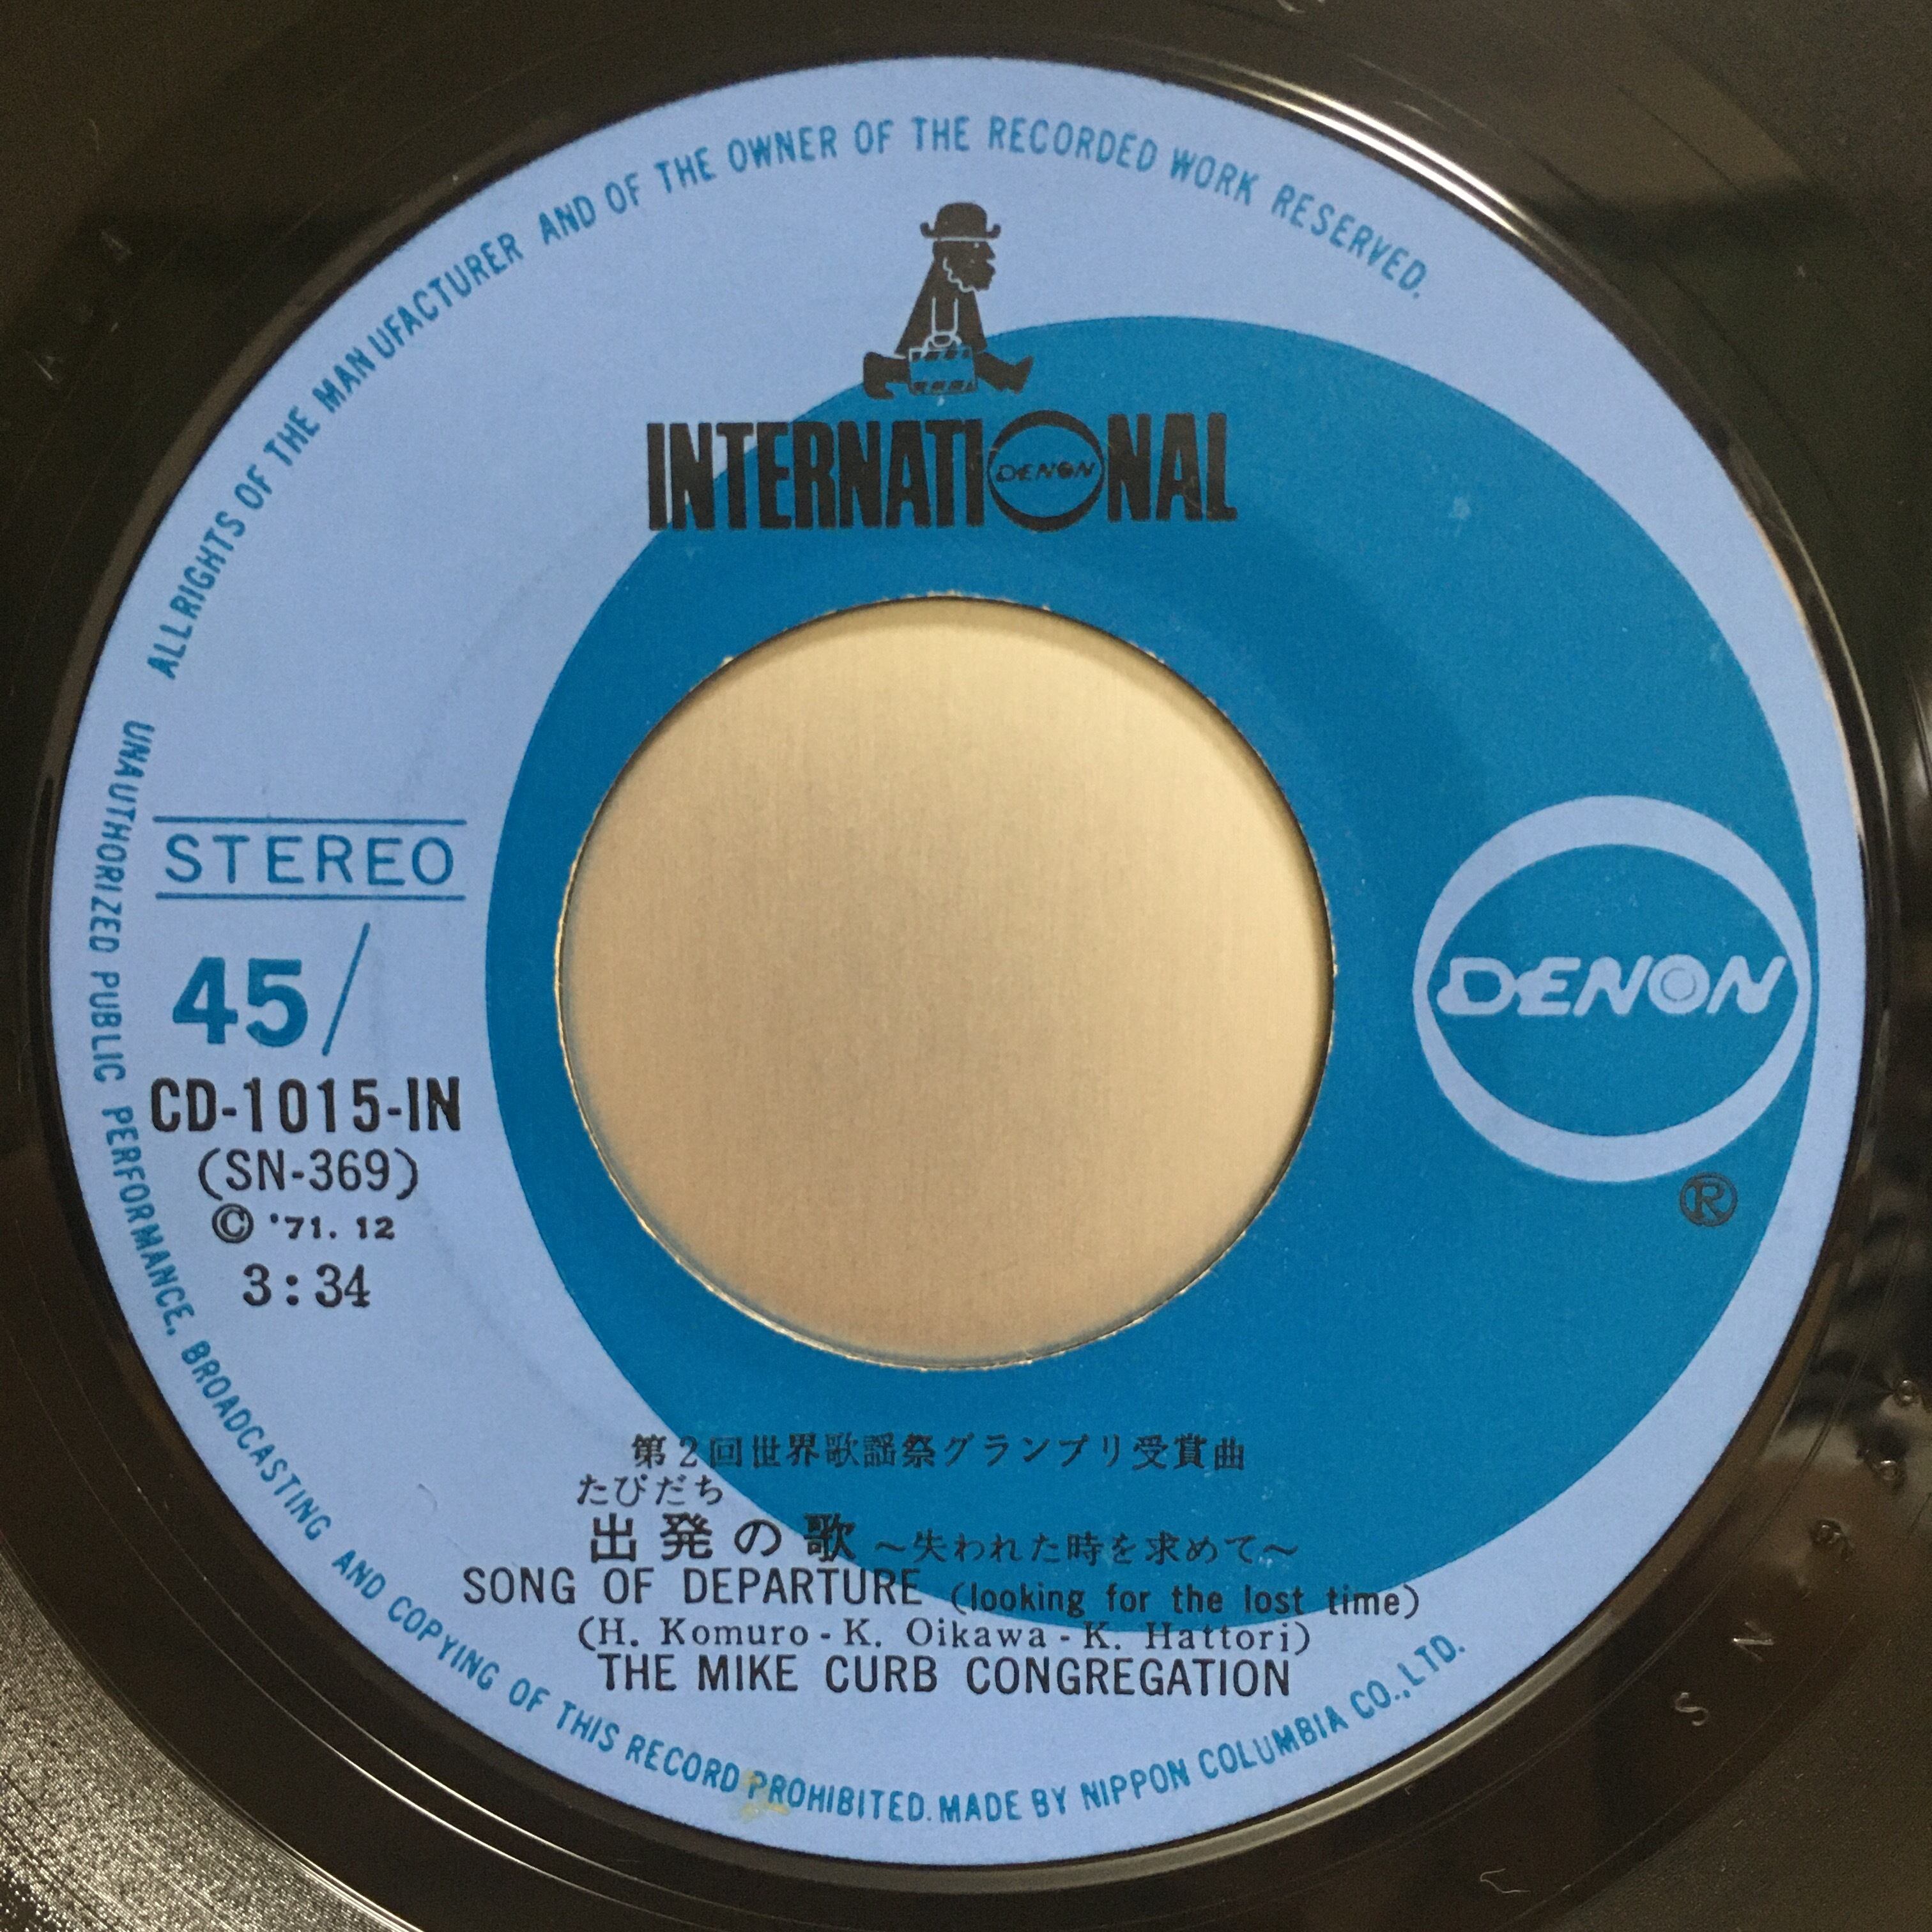 ALL RIGHTS OF THE MANUFACTURER AND OF THE OWNER OF THE RECORDED WORK RESERVED.
INTERNATIONAL
DENON
STEREO
45/
CD-1015-IN
(SN-369)
© '71. 12
3:34
DENON
®
第2回世界歌謡祭グランプリ受賞曲
たびだち
出発の歌 ~失われた時を求めて~
SONG OF DEPARTURE (looking for the lost time)
(H. Komuro - K. Oikawa - K. Hattori)
THE MIKE CURB CONGREGATION
UNAUTHORIZED PUBLIC PERFORMANCE, BROADCASTING AND COPYING OF THIS RECORD PROHIBITED. MADE BY NIPPON COLUMBIA CO., LTD.